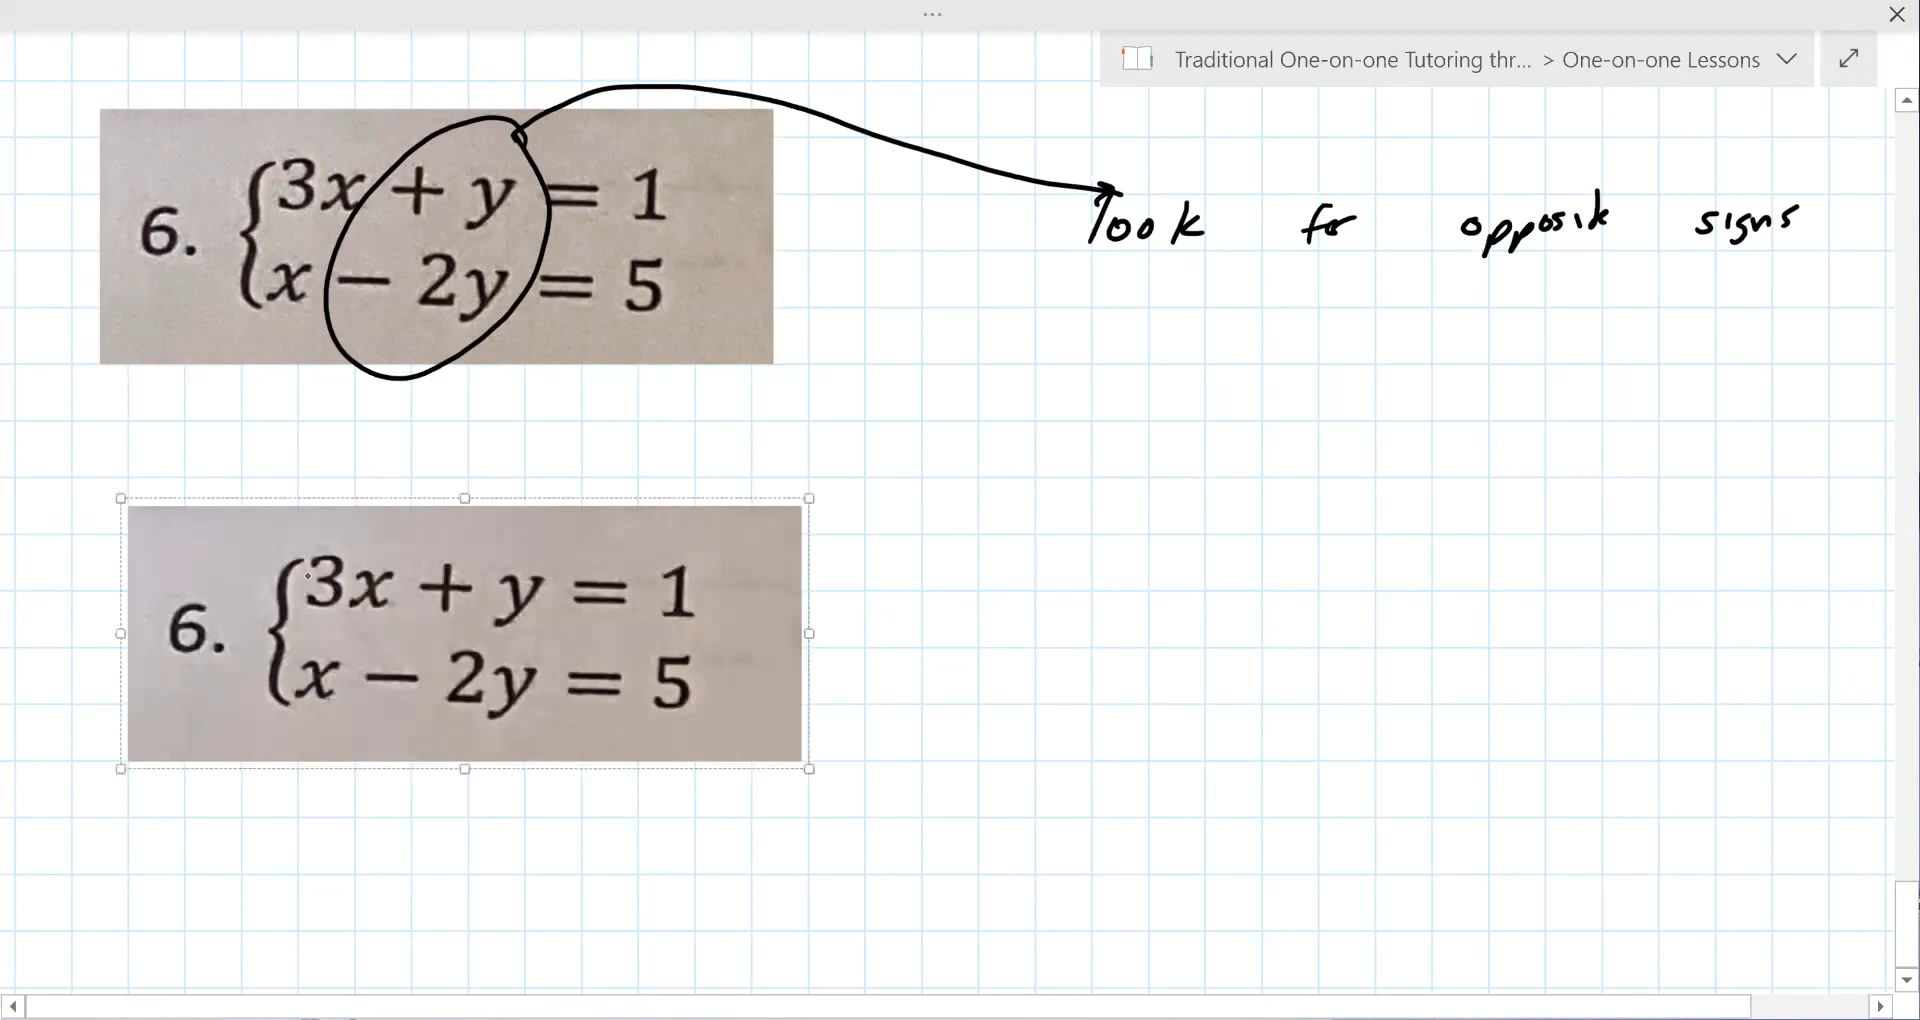 ...
Traditional One-on-one Tutoring thr... > One-on-one Lessons
6. {3x + y = 1
x − 2y = 5
look for opposite signs
6. {3x + y = 1
x − 2y = 5